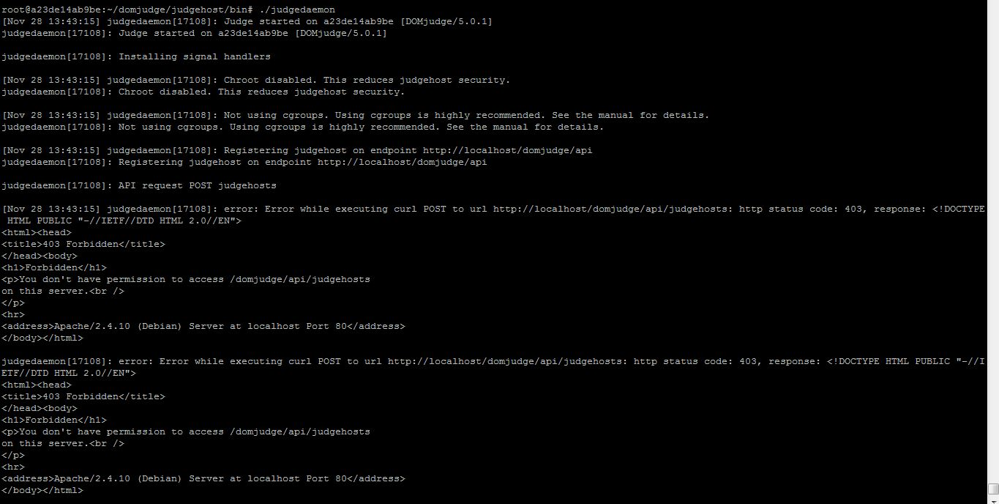 root@a23de14ab9be:~/domjudge/judgehost/bin# ./judgedaemon
[Nov 28 13:43:15] judgedaemon[17108]: Judge started on a23de14ab9be [DOMjudge/5.0.1]
judgedaemon[17108]: Judge started on a23de14ab9be [DOMjudge/5.0.1]
judgedaemon[17108]: Installing signal handlers
[Nov 28 13:43:15] judgedaemon[17108]: Chroot disabled. This reduces judgehost security.
judgedaemon[17108]: Chroot disabled. This reduces judgehost security.
[Nov 28 13:43:15] judgedaemon[17108]: Not using cgroups. Using cgroups is highly recommended. See the manual for details.
judgedaemon[17108]: Not using cgroups. Using cgroups is highly recommended. See the manual for details.
[Nov 28 13:43:15] judgedaemon[17108]: Registering judgehost on endpoint http://localhost/domjudge/api
judgedaemon[17108]: Registering judgehost on endpoint http://localhost/domjudge/api
judgedaemon[17108]: API request POST judgehosts
[Nov 28 13:43:15] judgedaemon[17108]: error: Error while executing curl POST to url http://localhost/domjudge/api/judgehosts: http status code: 403, response: <!DOCTYPE
 HTML PUBLIC "-//IETF//DTD HTML 2.0//EN">
<html><head>
<title>403 Forbidden</title>
</head><body>
<h1>Forbidden</h1>
<p>You don't have permission to access /domjudge/api/judgehosts
on this server.<br />
</p>
<hr>
<address>Apache/2.4.10 (Debian) Server at localhost Port 80</address>
</body></html>
judgedaemon[17108]: error: Error while executing curl POST to url http://localhost/domjudge/api/judgehosts: http status code: 403, response: <!DOCTYPE HTML PUBLIC "-//I
ETF//DTD HTML 2.0//EN">
<html><head>
<title>403 Forbidden</title>
</head><body>
<h1>Forbidden</h1>
<p>You don't have permission to access /domjudge/api/judgehosts
on this server.<br />
</p>
<hr>
<address>Apache/2.4.10 (Debian) Server at localhost Port 80</address>
</body></html>